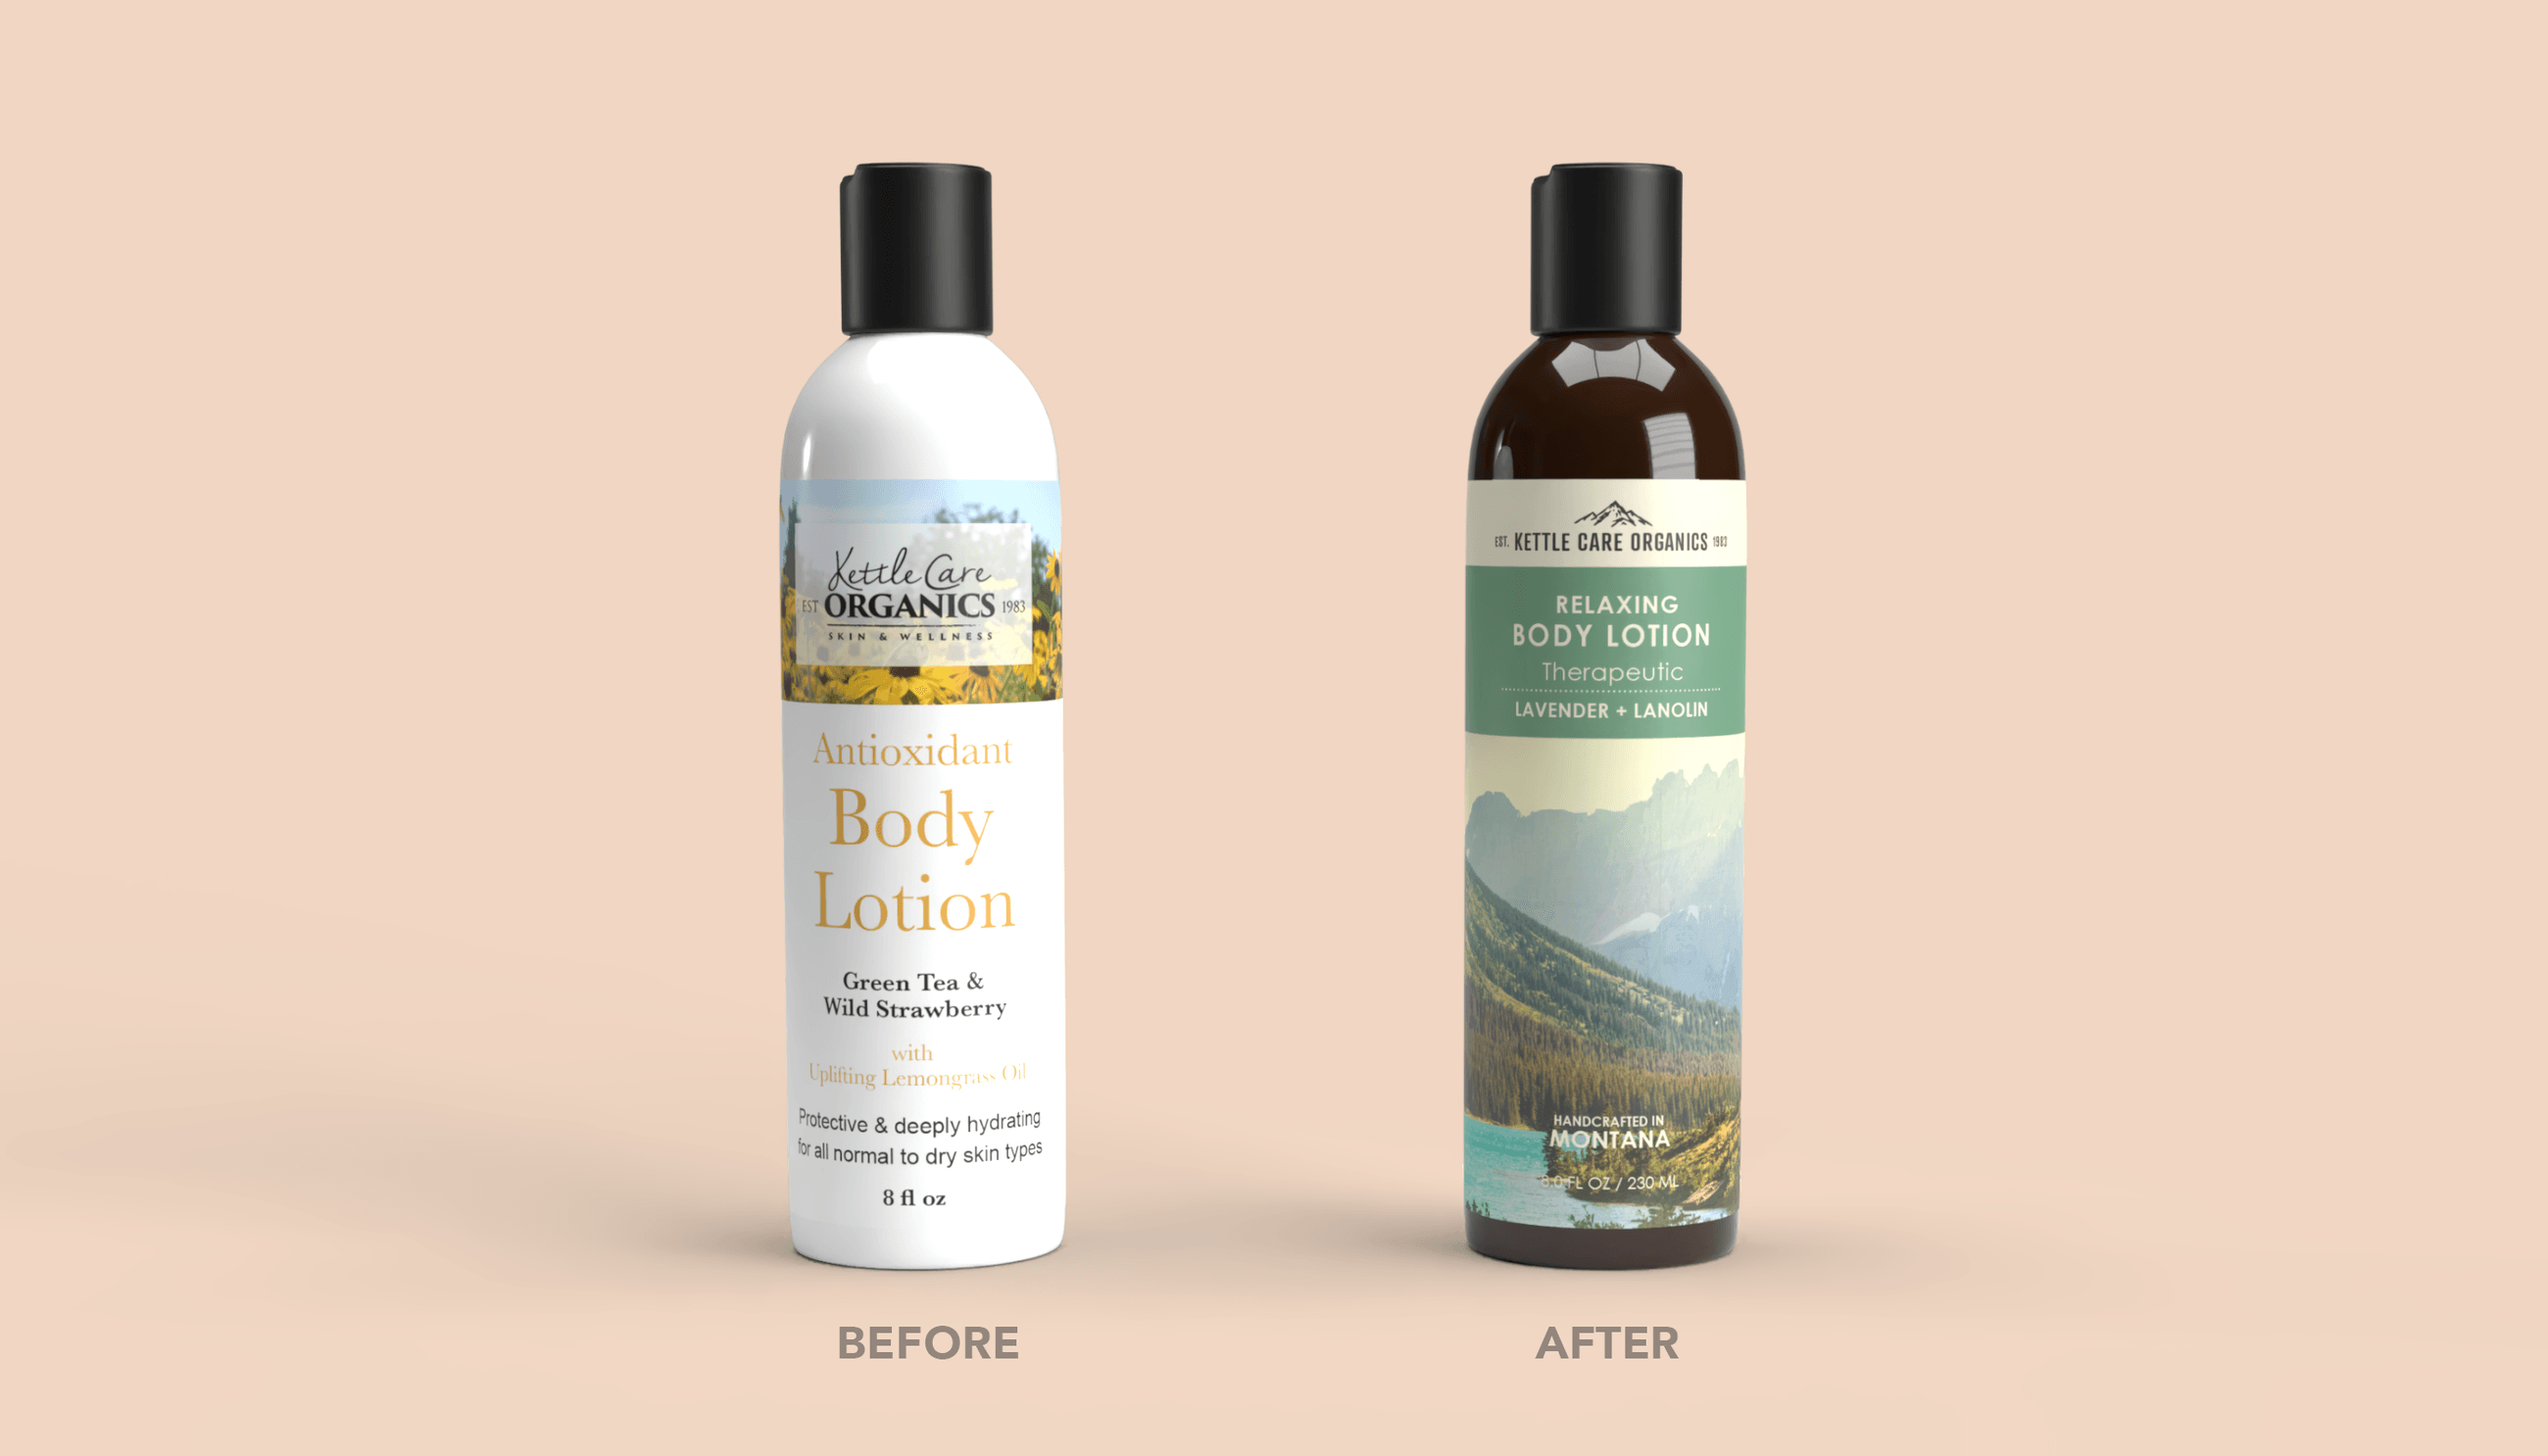 Kettle Care
EST ORGANICS 1983
SKIN & WELLNESS
Antioxidant
Body
Lotion
Green Tea &
Wild Strawberry
with
Uplifting Lemongrass Oil
Protective & deeply hydrating
for all normal to dry skin types
8 fl oz
BEFORE
EST. KETTLE CARE ORGANICS 1983
RELAXING
BODY LOTION
Therapeutic
LAVENDER + LANOLIN
HANDCRAFTED IN
MONTANA
8.0 FL OZ / 230 ML
AFTER